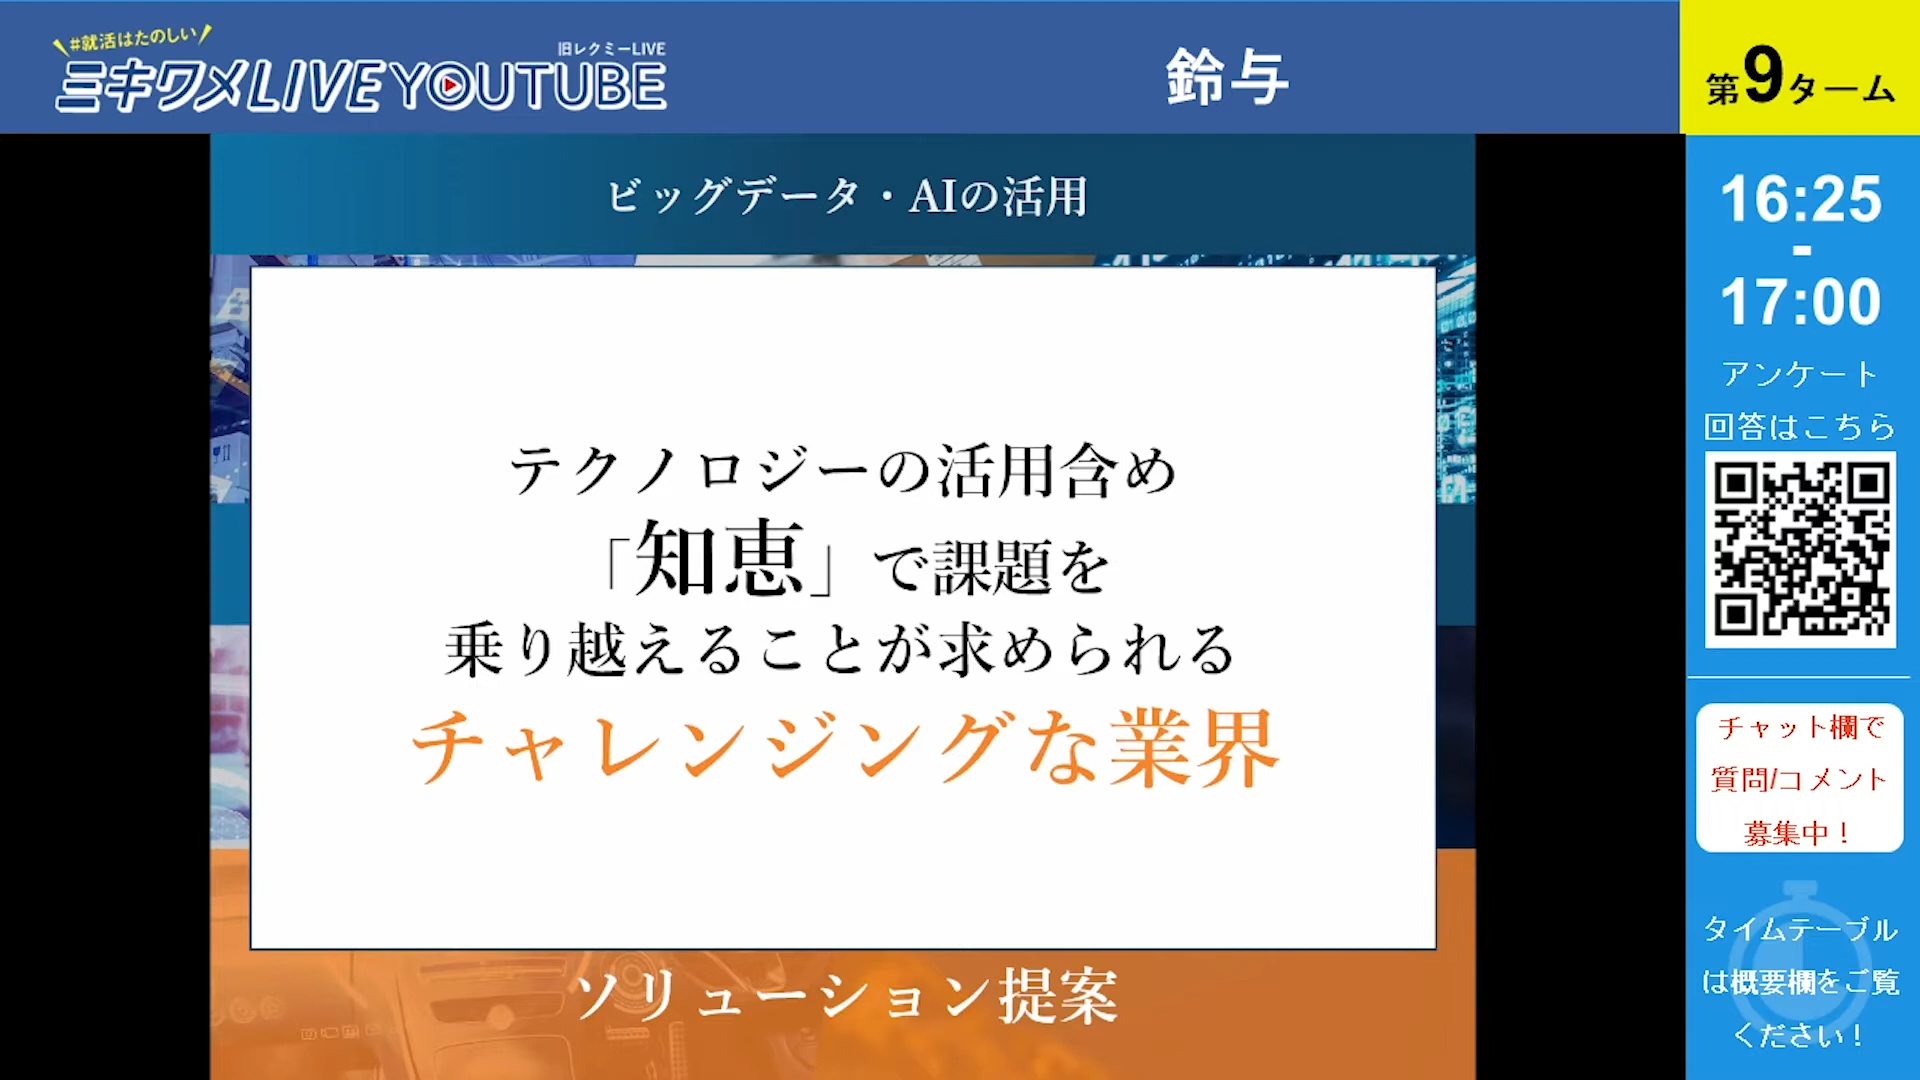 #就活はたのしい
旧レクミーLIVE
ミキワメLIVE YOUTUBE
鈴与
第9ターム
ビッグデータ・AIの活用
テクノロジーの活用含め
「知恵」で課題を
乗り越えることが求められる
チャレンジングな業界
ソリューション提案
16:25
-
17:00
アンケート
回答はこちら
チャット欄で
質問/コメント
募集中！
タイムテーブル
は概要欄をご覧
ください！